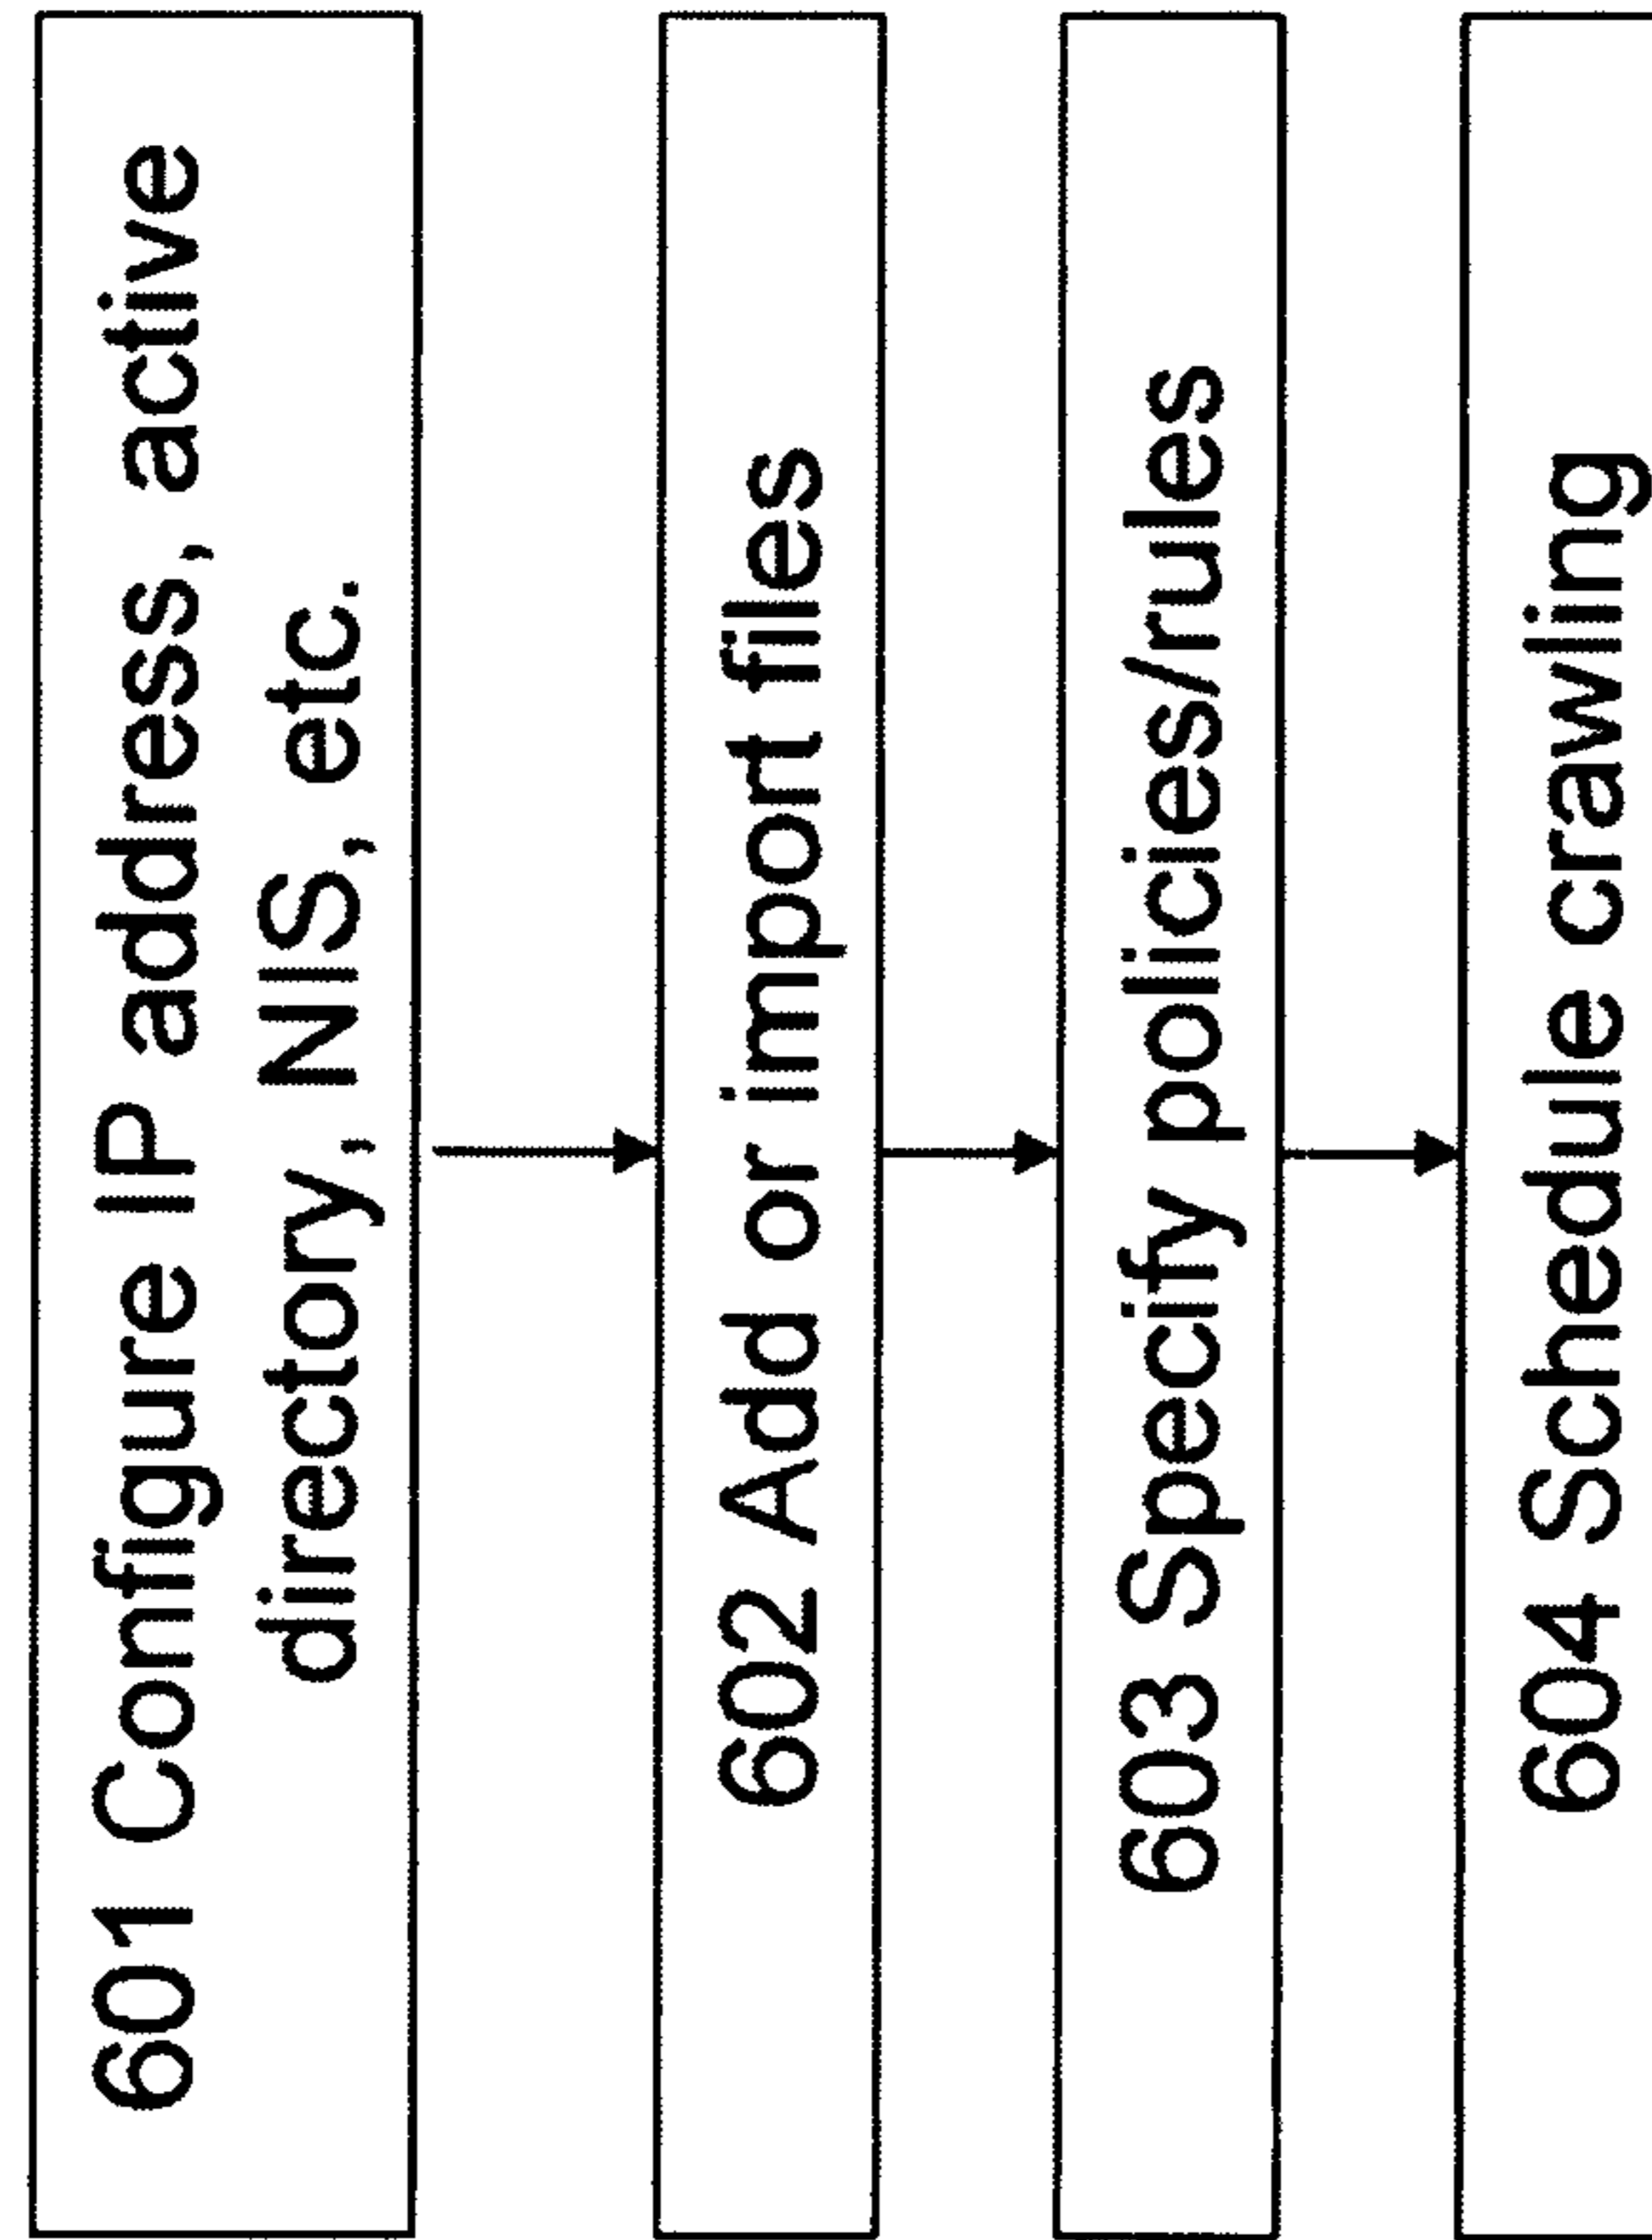 601 Configure IP address, active
directory, NIS, etc.
602 Add or import files
603 Specify policies/rules
604 Schedule crawling